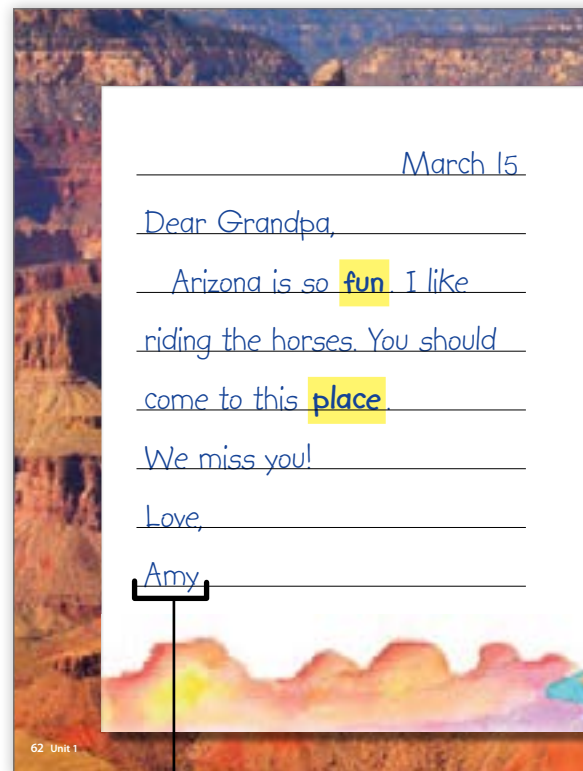 March 15
Dear Grandpa,
Arizona is so fun. I like
riding the horses. You should
come to this place.
We miss you!
Love,
Amy
62 Unit 1